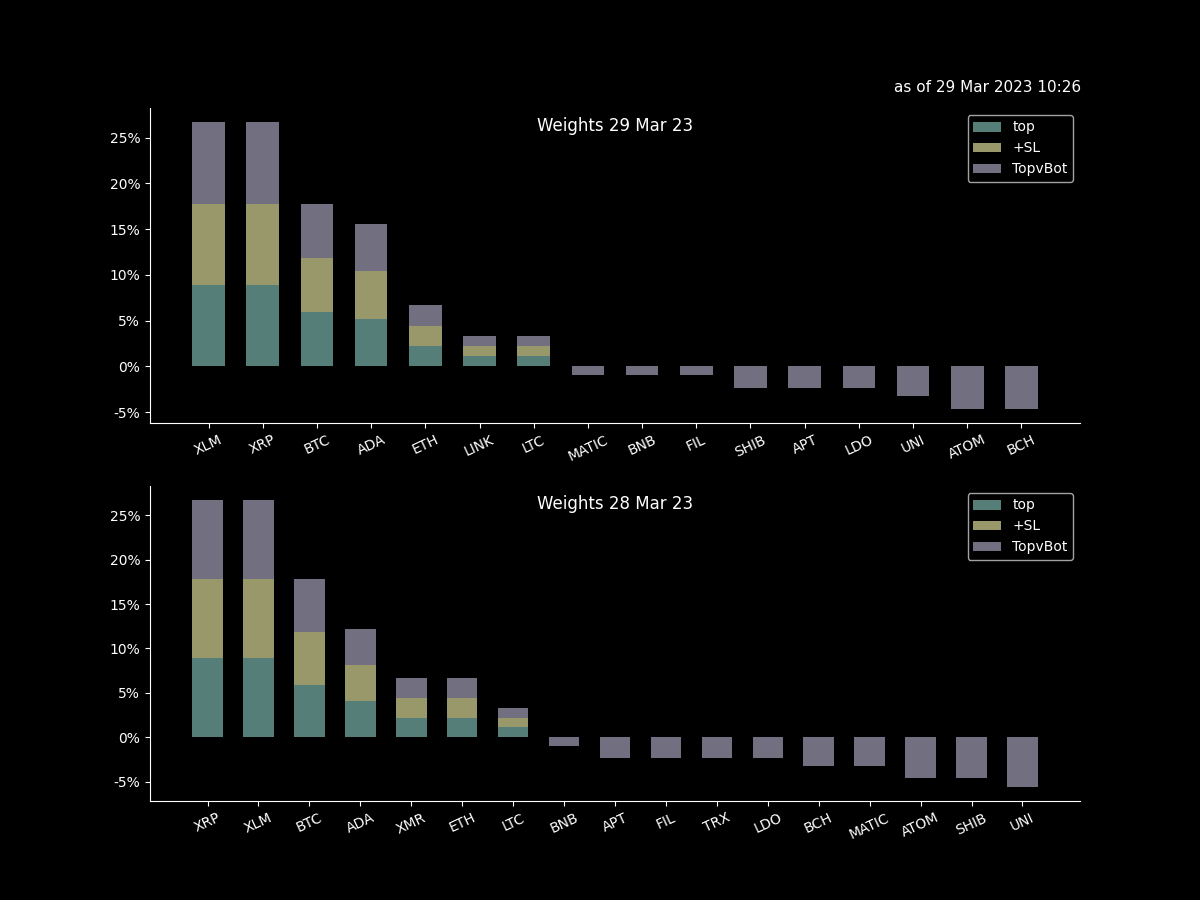 as of 29 Mar 2023 10:26
Weights 29 Mar 23
top
+SL
TopvBot
25%
20%
15%
10%
5%
0%
-5%
XLM XRP BTC ADA ETH LINK LTC MATIC BNB FIL SHIB APT LDO UNI ATOM BCH
Weights 28 Mar 23
top
+SL
TopvBot
25%
20%
15%
10%
5%
0%
-5%
XRP XLM BTC ADA XMR ETH LTC BNB APT FIL TRX LDO BCH MATIC ATOM SHIB UNI